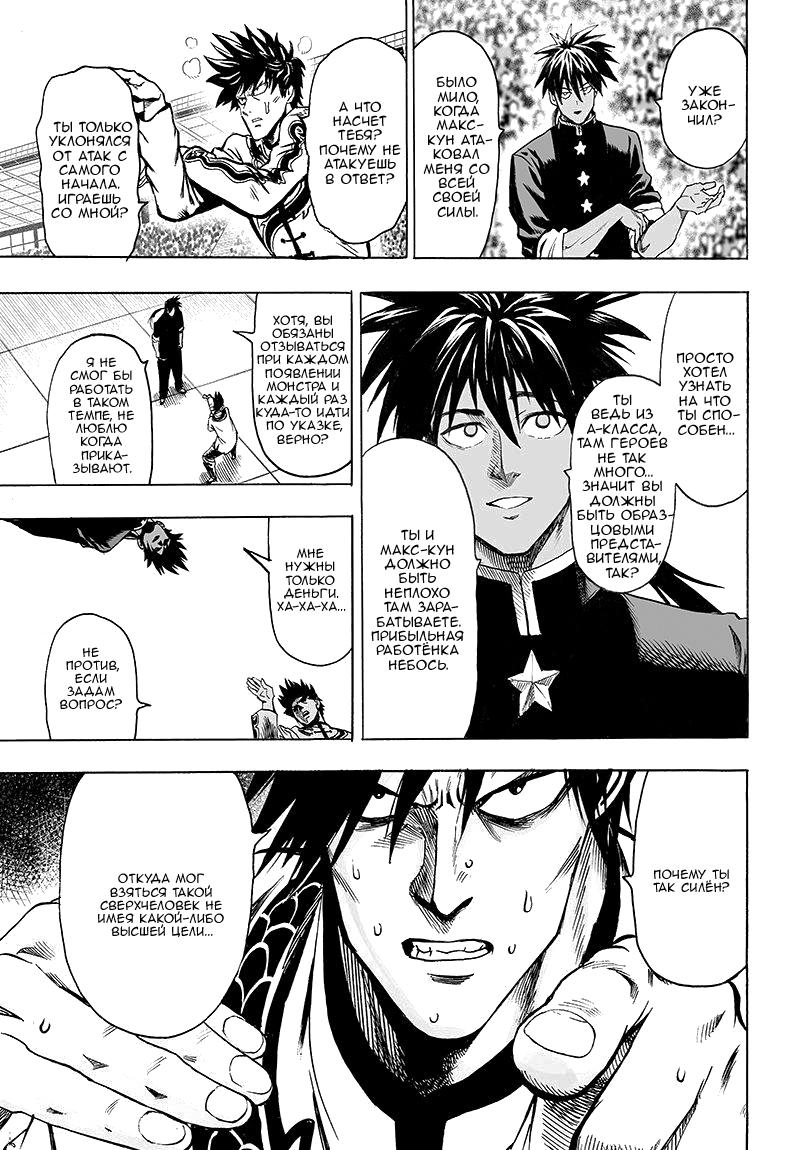 УЖЕ
ЗАКОН-
ЧИЛ?
БЫЛО
МИЛО,
КОГДА
МАКС-
КУН АТА-
КОВАЛ
МЕНЯ СО
ВСЕЙ
СВОЕЙ
СИЛЫ.
А ЧТО
НАСЧЕТ
ТЕБЯ?
ПОЧЕМУ НЕ
АТАКУЕШЬ
В ОТВЕТ?
ТЫ ТОЛЬКО
УКЛОНЯЛСЯ
ОТ АТАК С
САМОГО
НАЧАЛА.
ИГРАЕШЬ
СО МНОЙ?
ПРОСТО
ХОТЕЛ
УЗНАТЬ
НА ЧТО
ТЫ СПО-
СОБЕН...
ТЫ
ВЕДЬ ИЗ
А-КЛАССА,
ТАМ ГЕРОЕВ
НЕ ТАК
МНОГО...
ЗНАЧИТ ВЫ
ДОЛЖНЫ
БЫТЬ ОБРАЗ-
ЦОВЫМИ
ПРЕДСТА-
ВИТЕЛЯМИ,
ТАК?
ТЫ И
МАКС-КУН
ДОЛЖНО
БЫТЬ
НЕПЛОХО
ТАМ ЗАРА-
БАТЫВАЕТЕ.
ПРИБЫЛЬНАЯ
РАБОТЁНКА
НЕБОСЬ.
ХОТЯ, ВЫ
ОБЯЗАНЫ
ОТЗЫВАТЬСЯ
ПРИ КАЖДОМ
ПОЯВЛЕНИИ
МОНСТРА И
КАЖДЫЙ РАЗ
КУДА-ТО ИДТИ
ПО УКАЗКЕ,
ВЕРНО?
Я НЕ
СМОГ БЫ
РАБОТАТЬ
В ТАКОМ
ТЕМПЕ, НЕ
ЛЮБЛЮ
КОГДА
ПРИКА-
ЗЫВАЮТ.
МНЕ
НУЖНЫ
ТОЛЬКО
ДЕНЬГИ.
ХА-ХА-ХА...
НЕ
ПРОТИВ,
ЕСЛИ
ЗАДАМ
ВОПРОС?
ПОЧЕМУ ТЫ
ТАК СИЛЁН?
ОТКУДА МОГ
ВЗЯТЬСЯ ТАКОЙ
СВЕРХЧЕЛОВЕК НЕ
ИМЕЯ КАКОЙ-ЛИБО
ВЫСШЕЙ ЦЕЛИ...